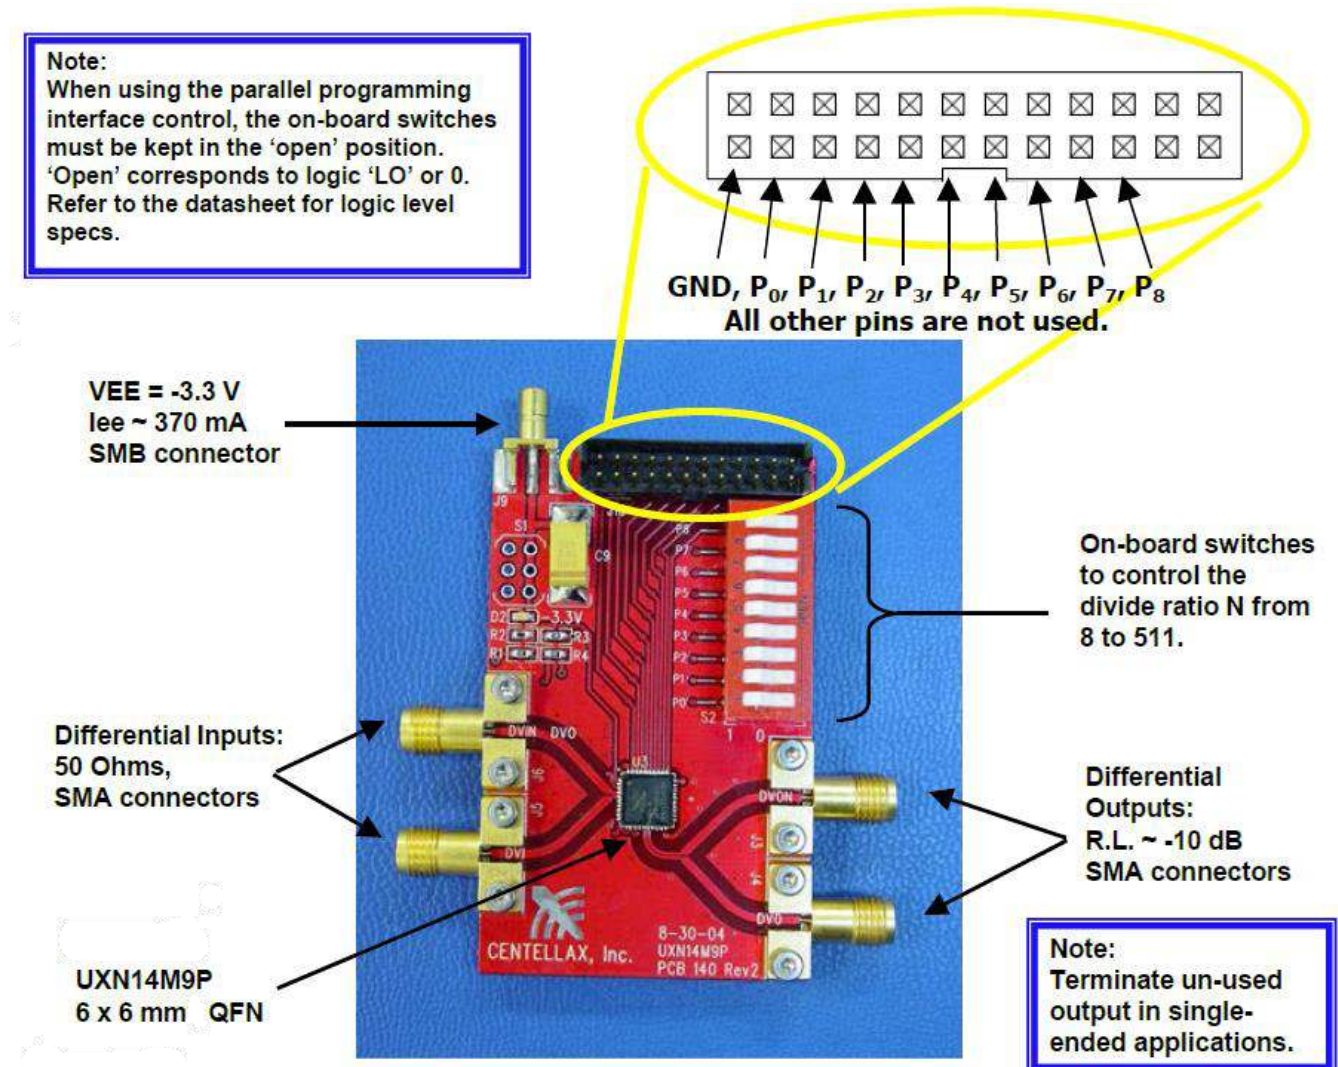 Note:
When using the parallel programming
interface control, the on-board switches
must be kept in the ‘open’ position.
‘Open’ corresponds to logic ‘LO’ or 0.
Refer to the datasheet for logic level
specs.
GND, P0, P1, P2, P3, P4, P5, P6, P7, P8
All other pins are not used.
VEE = -3.3 V
Iee ~ 370 mA
SMB connector
On-board switches
to control the
divide ratio N from
8 to 511.
Differential Inputs:
50 Ohms,
SMA connectors
Differential
Outputs:
R.L. ~ -10 dB
SMA connectors
UXN14M9P
6 x 6 mm QFN
Note:
Terminate un-used
output in single-
ended applications.
J9
S1
C9
D2
-3.3V
R2
R3
R1
R4
P8
P7
P6
P5
P4
P3
P2
P1
P0
S2
1 0
DVIN DVO
J6
J5
DVI
U3
DVON
J3
J4
DVO
CENTELLAX, Inc.
8-30-04
UXN14M9P
PCB 140 Rev2